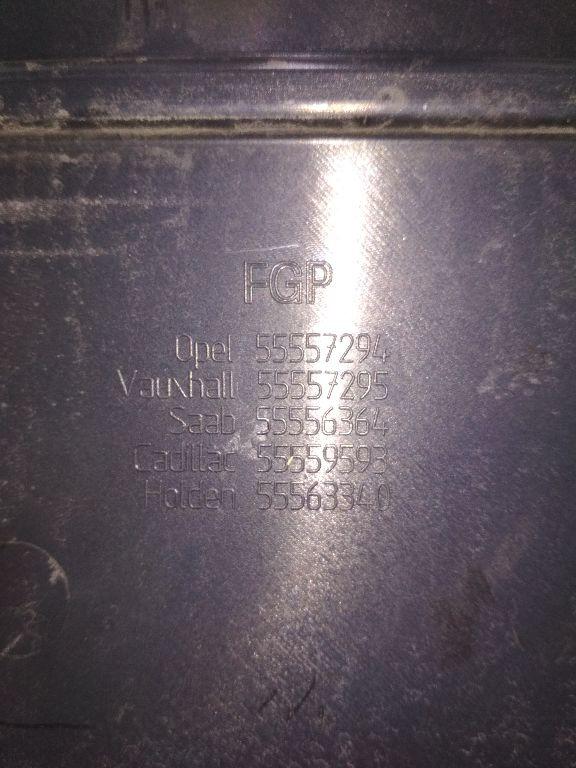 FGP
Opel 55557294
Vauxhall 55557295
Saab 55556364
Cadillac 55559593
Holden 55563340